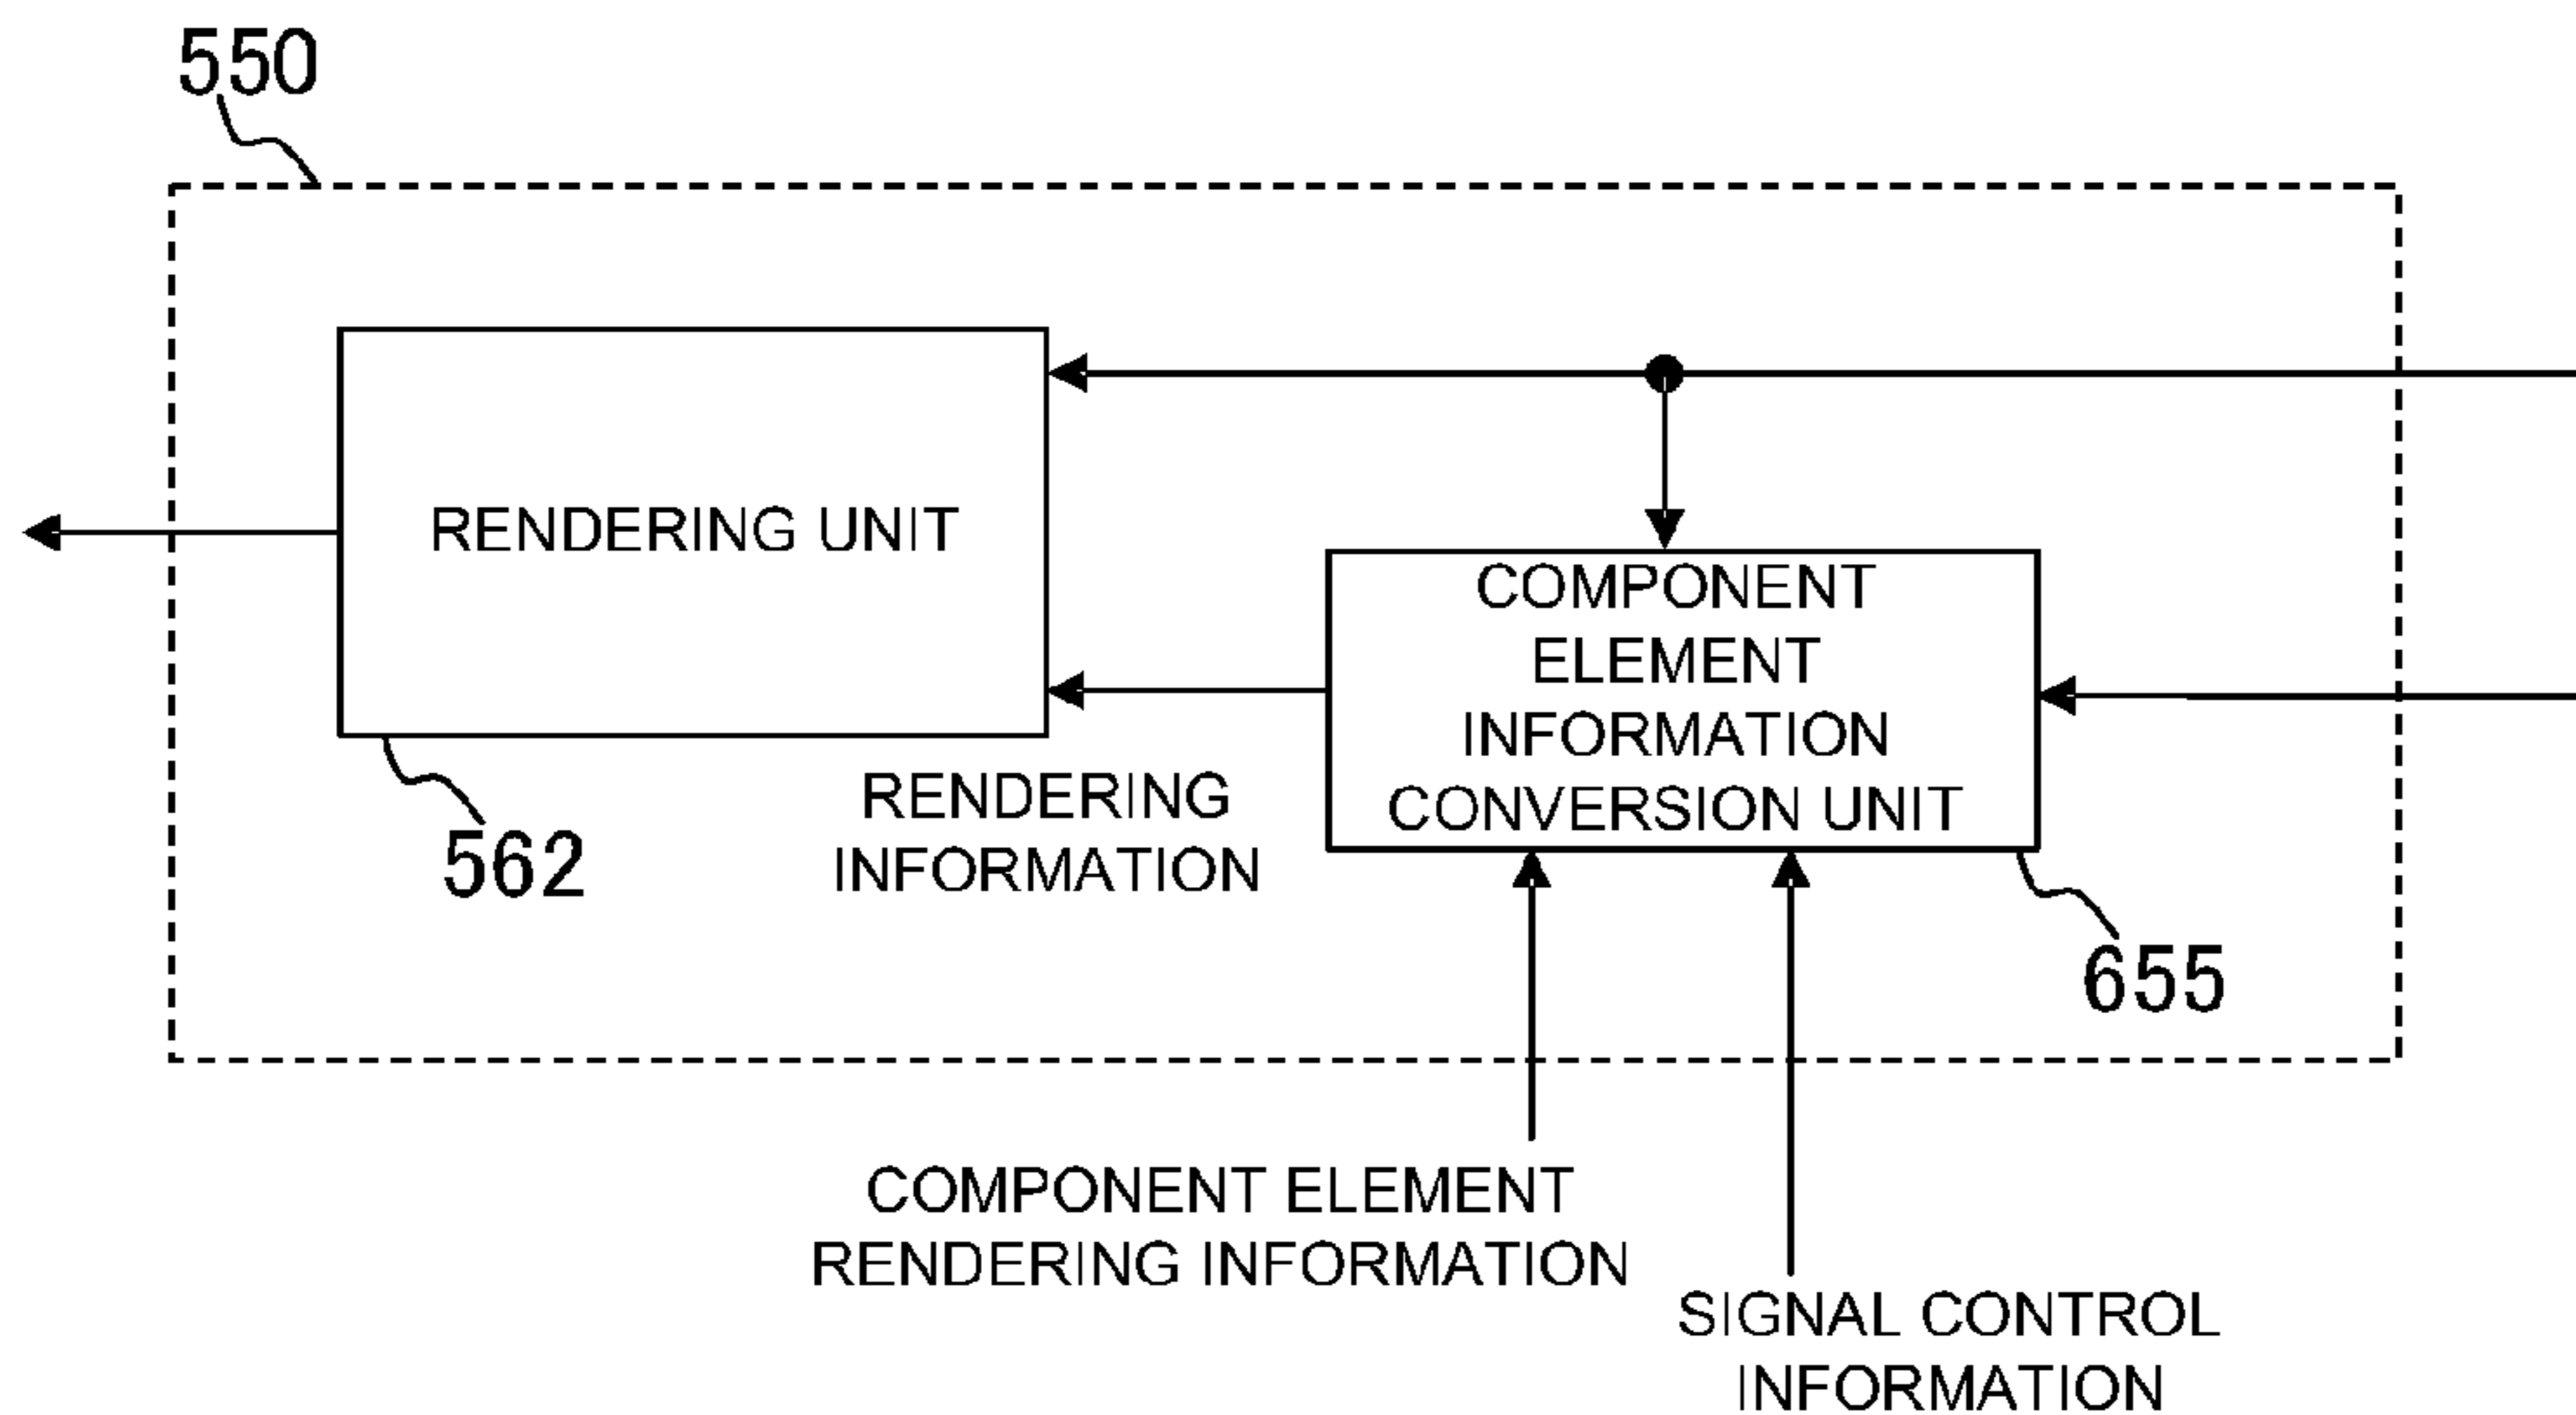 550
RENDERING UNIT
COMPONENT
ELEMENT
INFORMATION
CONVERSION UNIT
RENDERING
INFORMATION
562
655
COMPONENT ELEMENT
RENDERING INFORMATION
SIGNAL CONTROL
INFORMATION